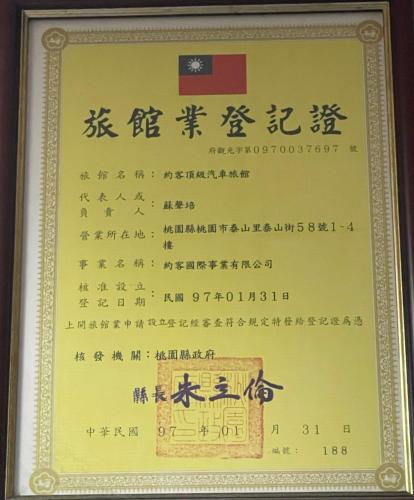 旅館業登記證
府觀光字第0970037697 號
旅館名稱：約客頂級汽車旅館
代表人或
負責人：蘇聲培
營業所在地：桃園縣桃園市泰山里泰山街58號1-4
樓
事業名稱：約客國際事業有限公司
核准設立
登記日期：民國 97年01月31日
上開旅館業申請設立登記經審查符合規定特發給登記證為憑
核發機關：桃園縣政府
縣長 朱立倫
中華民國 97 年 01 月 31 日
編號： 188